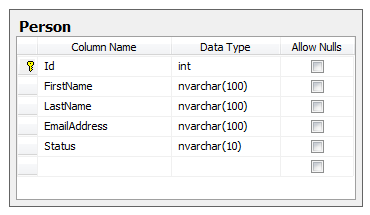 Person
Column Name Data Type Allow Nulls
Id int
FirstName nvarchar(100)
LastName nvarchar(100)
EmailAddress nvarchar(100)
Status nvarchar(10)